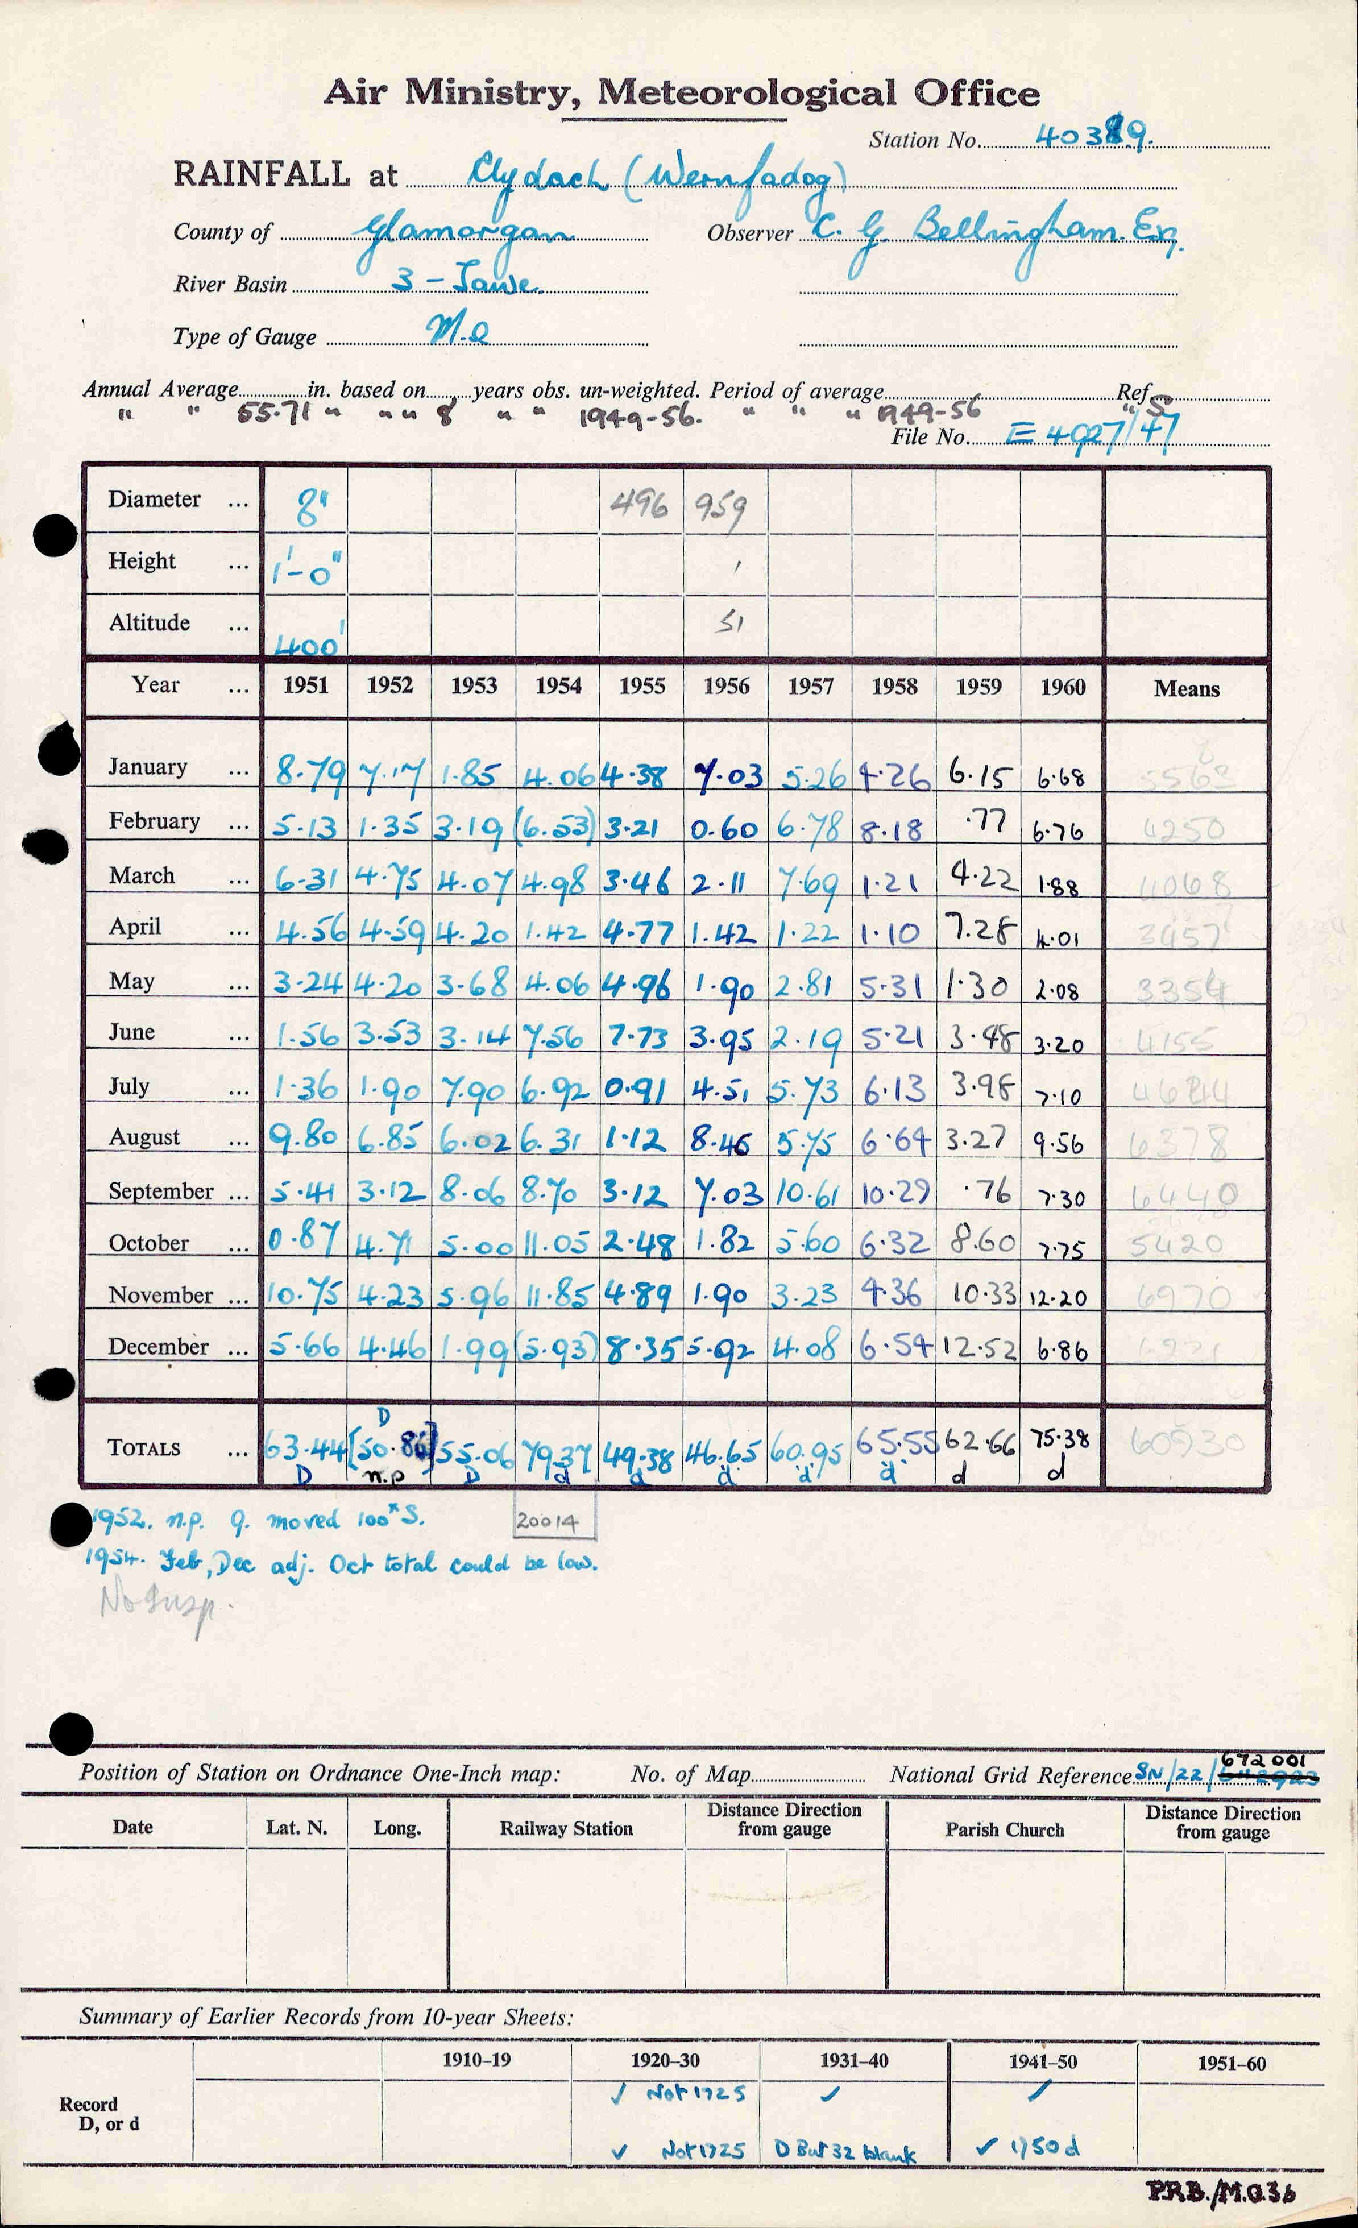 Air Ministry, Meteorological Office
Station No. 40389.
RAINFALL at Clydach (Wernfadog)
County of Glamorgan Observer C. G. Bellingham. Esq.
River Basin 3 - Tawe
Type of Gauge M.O
Annual Average in. based on years obs. un-weighted. Period of average Ref
" " 55.71 " " " 8 " " 1949-56. " " " 1949-56 "S
File No. E 4927/47
Diameter ... 8" 496 959
Height ... 1'-0" '
Altitude ... 400' 51
Year ... 1951 1952 1953 1954 1955 1956 1957 1958 1959 1960 Means
January ... 8.79 7.17 1.85 4.06 4.38 7.03 5.26 4.26 6.15 6.68 5563
February ... 5.13 1.35 3.19 (6.53) 3.21 0.60 6.78 8.18 .77 6.76 4250
March ... 6.31 4.75 4.07 4.98 3.46 2.11 7.69 1.21 4.22 1.88 4068
April ... 4.56 4.59 4.20 1.42 4.77 1.42 1.22 1.10 7.28 4.01 3457
May ... 3.24 4.20 3.68 4.06 4.96 1.90 2.81 5.31 1.30 2.08 3354
June ... 1.56 3.53 3.14 7.56 7.73 3.95 2.19 5.21 3.48 3.20 4155
July ... 1.36 1.90 7.90 6.92 0.91 4.51 5.73 6.13 3.98 7.10 4644
August ... 9.80 6.85 6.02 6.31 1.12 8.46 5.75 6.64 3.27 9.56 6378
September ... 5.41 3.12 8.06 8.70 3.12 7.03 10.61 10.29 .76 7.30 6440
October ... 0.87 4.71 5.00 11.05 2.48 1.82 5.60 6.32 8.60 7.75 5420
November ... 10.75 4.23 5.96 11.85 4.89 1.90 3.23 4.36 10.33 12.20 6970
December ... 5.66 4.46 1.99 (5.93) 8.35 5.92 4.08 6.54 12.52 6.86
D
TOTALS ... 63.44 [50.86] 55.06 79.37 49.38 46.65 60.95 65.55 62.66 75.38 60930
D n.p D d d d d d d d
1952. n.p. g. moved 100x S. 20014
1954. Feb, Dec adj. Oct total could be low.
No Insp.
Position of Station on Ordnance One-Inch map: No. of Map National Grid Reference SN/22/ 672001
Date Lat. N. Long. Railway Station Distance Direction from gauge Parish Church Distance Direction from gauge
Summary of Earlier Records from 10-year Sheets:
1910-19 1920-30 1931-40 1941-50 1951-60
Record D, or d ✓ Not 1925 ✓ ✓
✓ Not 1925 D But 32 blank ✓ 1950 d
P.R.B./M.O.36